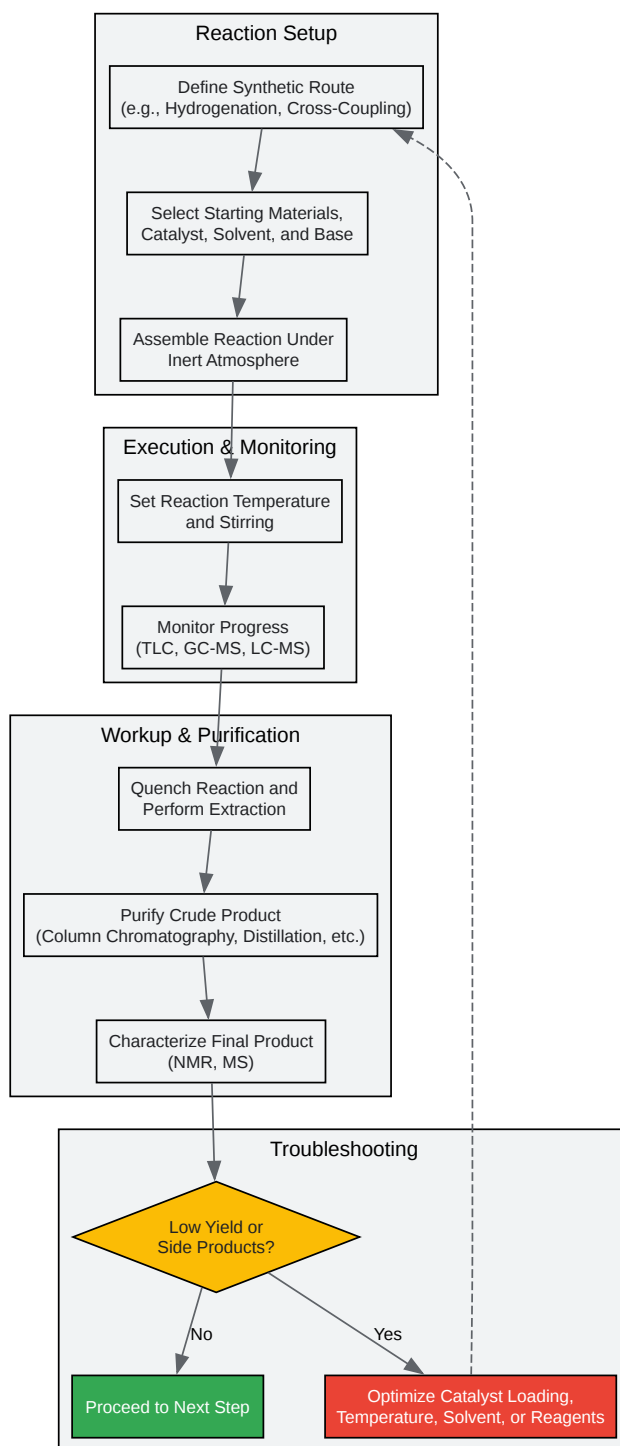 Reaction Setup
Define Synthetic Route
(e.g., Hydrogenation, Cross-Coupling)
Select Starting Materials,
Catalyst, Solvent, and Base
Assemble Reaction Under
Inert Atmosphere
Execution & Monitoring
Set Reaction Temperature
and Stirring
Monitor Progress
(TLC, GC-MS, LC-MS)
Workup & Purification
Quench Reaction and
Perform Extraction
Purify Crude Product
(Column Chromatography, Distillation, etc.)
Characterize Final Product
(NMR, MS)
Troubleshooting
Low Yield or
Side Products?
No
Yes
Proceed to Next Step
Optimize Catalyst Loading,
Temperature, Solvent, or Reagents